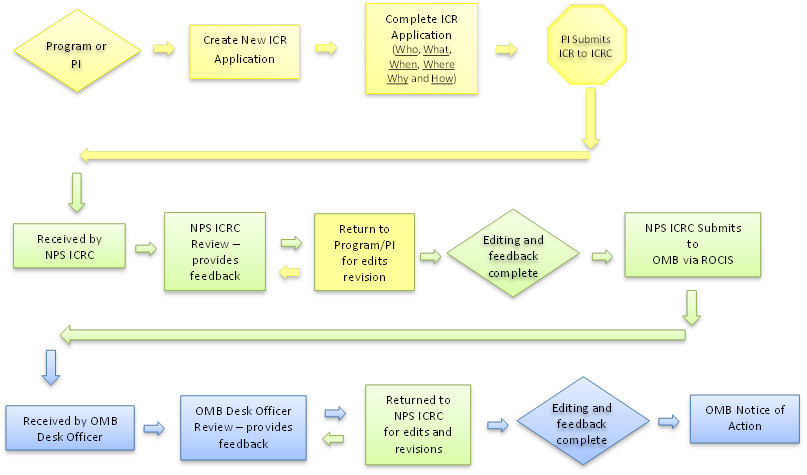 Program or
PI
Create New ICR
Application
Complete ICR
Application
(Who, What,
When, Where
Why and How)
PI Submits
ICR to ICRC
Received by
NPS ICRC
NPS ICRC
Review –
provides
feedback
Return to
Program/PI
for edits
revision
Editing and
feedback
complete
NPS ICRC Submits
to
OMB via ROCIS
Received by OMB
Desk Officer
OMB Desk Officer
Review – provides
feedback
Returned to
NPS ICRC
for edits and
revisions
Editing and
feedback
complete
OMB Notice of
Action